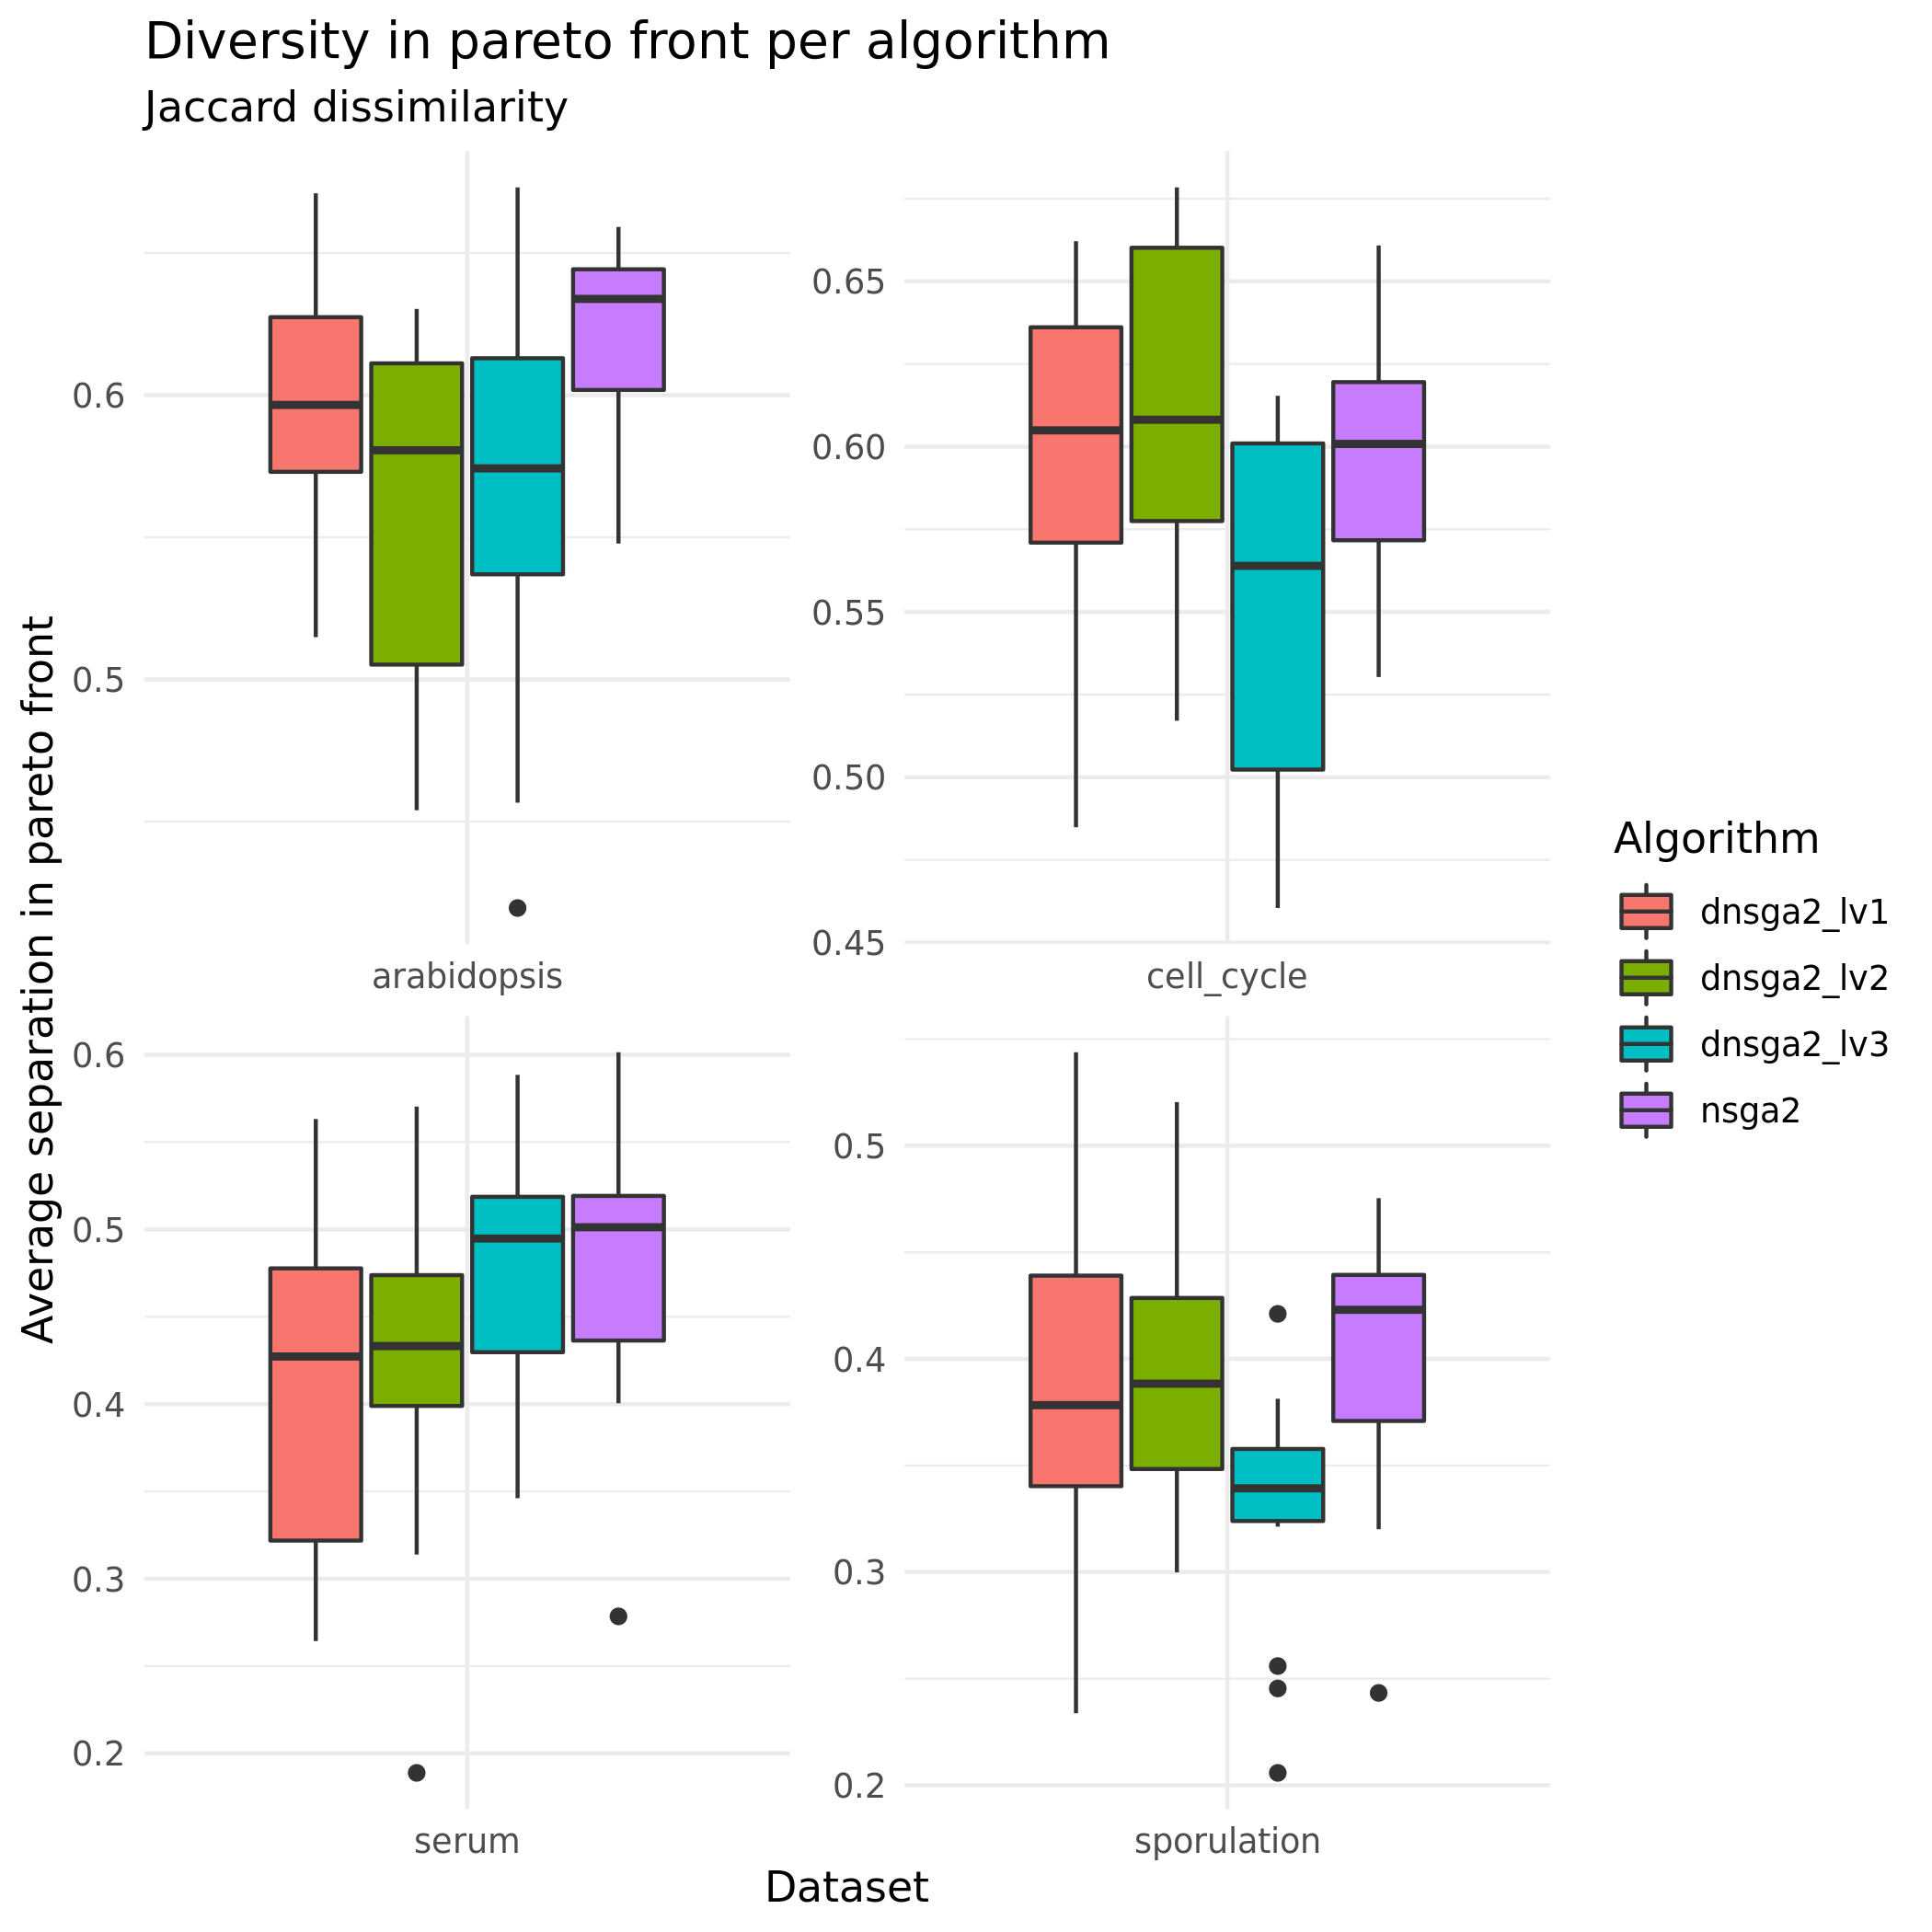 Diversity in pareto front per algorithm
Jaccard dissimilarity
Average separation in pareto front
0.6
0.5
arabidopsis
0.65
0.60
0.55
0.50
0.45
cell_cycle
0.6
0.5
0.4
0.3
0.2
serum
0.5
0.4
0.3
0.2
sporulation
Dataset
Algorithm
dnsga2_lv1
dnsga2_lv2
dnsga2_lv3
nsga2